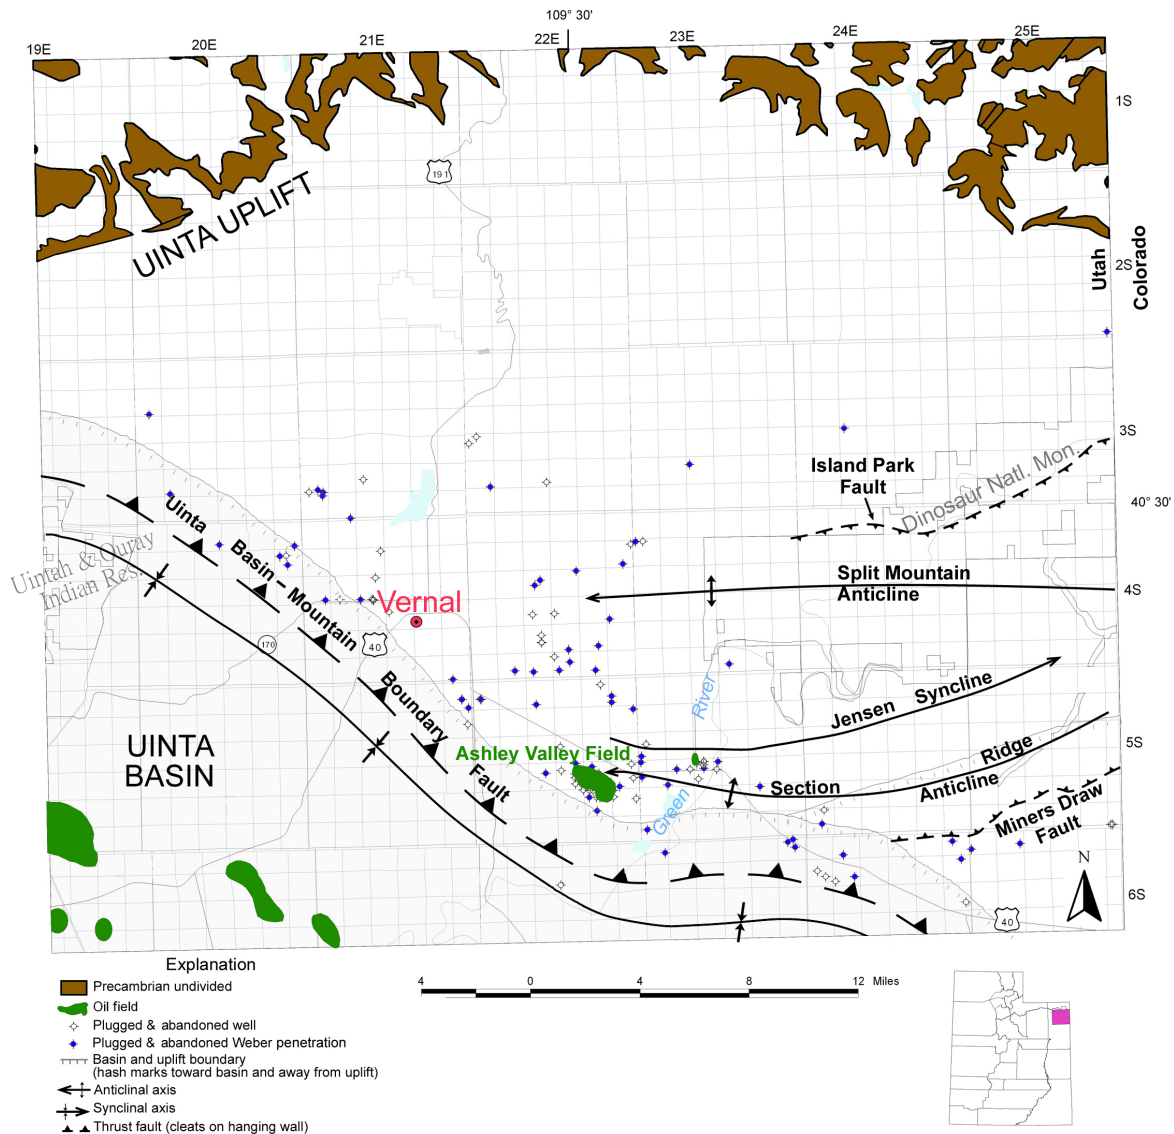 109° 30'
19E
20E
21E
22E
23E
24E
25E
1S
191
UINTA UPLIFT
2S
Utah
Colorado
3S
Island Park
Fault
Dinosaur Natl. Mon.
40° 30'
Uinta
Basin – Mountain
Boundary
Fault
Uintah & Ouray
Indian Res.
Split Mountain
Anticline
4S
Vernal
170
40
River
Jensen Syncline
UINTA
BASIN
Ashley Valley Field
Ridge
5S
Section
Anticline
Green
Miners Draw
Fault
N
6S
40
Explanation
Precambrian undivided
Oil field
Plugged & abandoned well
Plugged & abandoned Weber penetration
Basin and uplift boundary
(hash marks toward basin and away from uplift)
Anticlinal axis
Synclinal axis
Thrust fault (cleats on hanging wall)
4 0 4 8 12 Miles